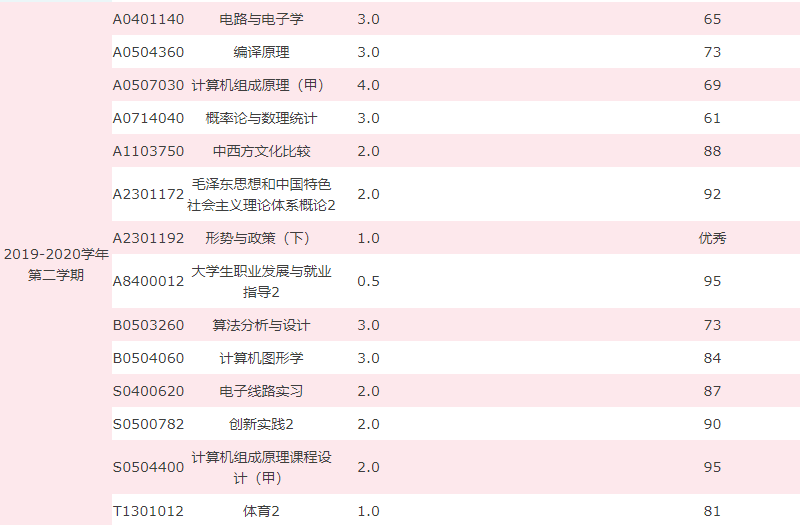 A0401140 电路与电子学 3.0 65
A0504360 编译原理 3.0 73
A0507030 计算机组成原理（甲） 4.0 69
A0714040 概率论与数理统计 3.0 61
A1103750 中西方文化比较 2.0 88
毛泽东思想和中国特色
A2301172 2.0 92
社会主义理论体系概论2
A2301192 形势与政策（下） 1.0 优秀
2019-2020学年
第二学期
大学生职业发展与就业
A8400012 0.5 95
指导2
B0503260 算法分析与设计 3.0 73
B0504060 计算机图形学 3.0 84
S0400620 电子线路实习 2.0 87
S0500782 创新实践2 2.0 90
计算机组成原理课程设
S0504400 2.0 95
计（甲）
T1301012 体育2 1.0 81